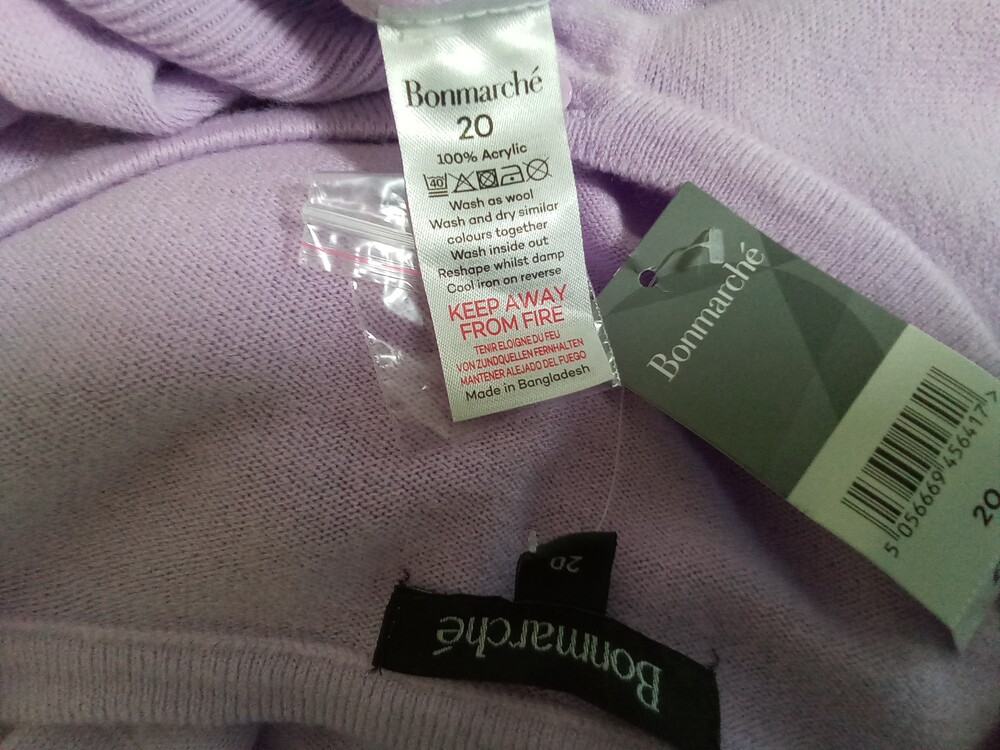 Bonmarché
20
100% Acrylic
40
Wash as wool
Wash and dry similar
colours together
Wash inside out
Reshape whilst damp
Cool iron on reverse
KEEP AWAY
FROM FIRE
TENIR ELOIGNE DU FEU
VON ZUNDQUELLEN FERNHALTEN
MANTENER ALEJADO DEL FUEGO
Made in Bangladesh
Bonmarché
5 056669 456417 7
20
20
Bonmarché